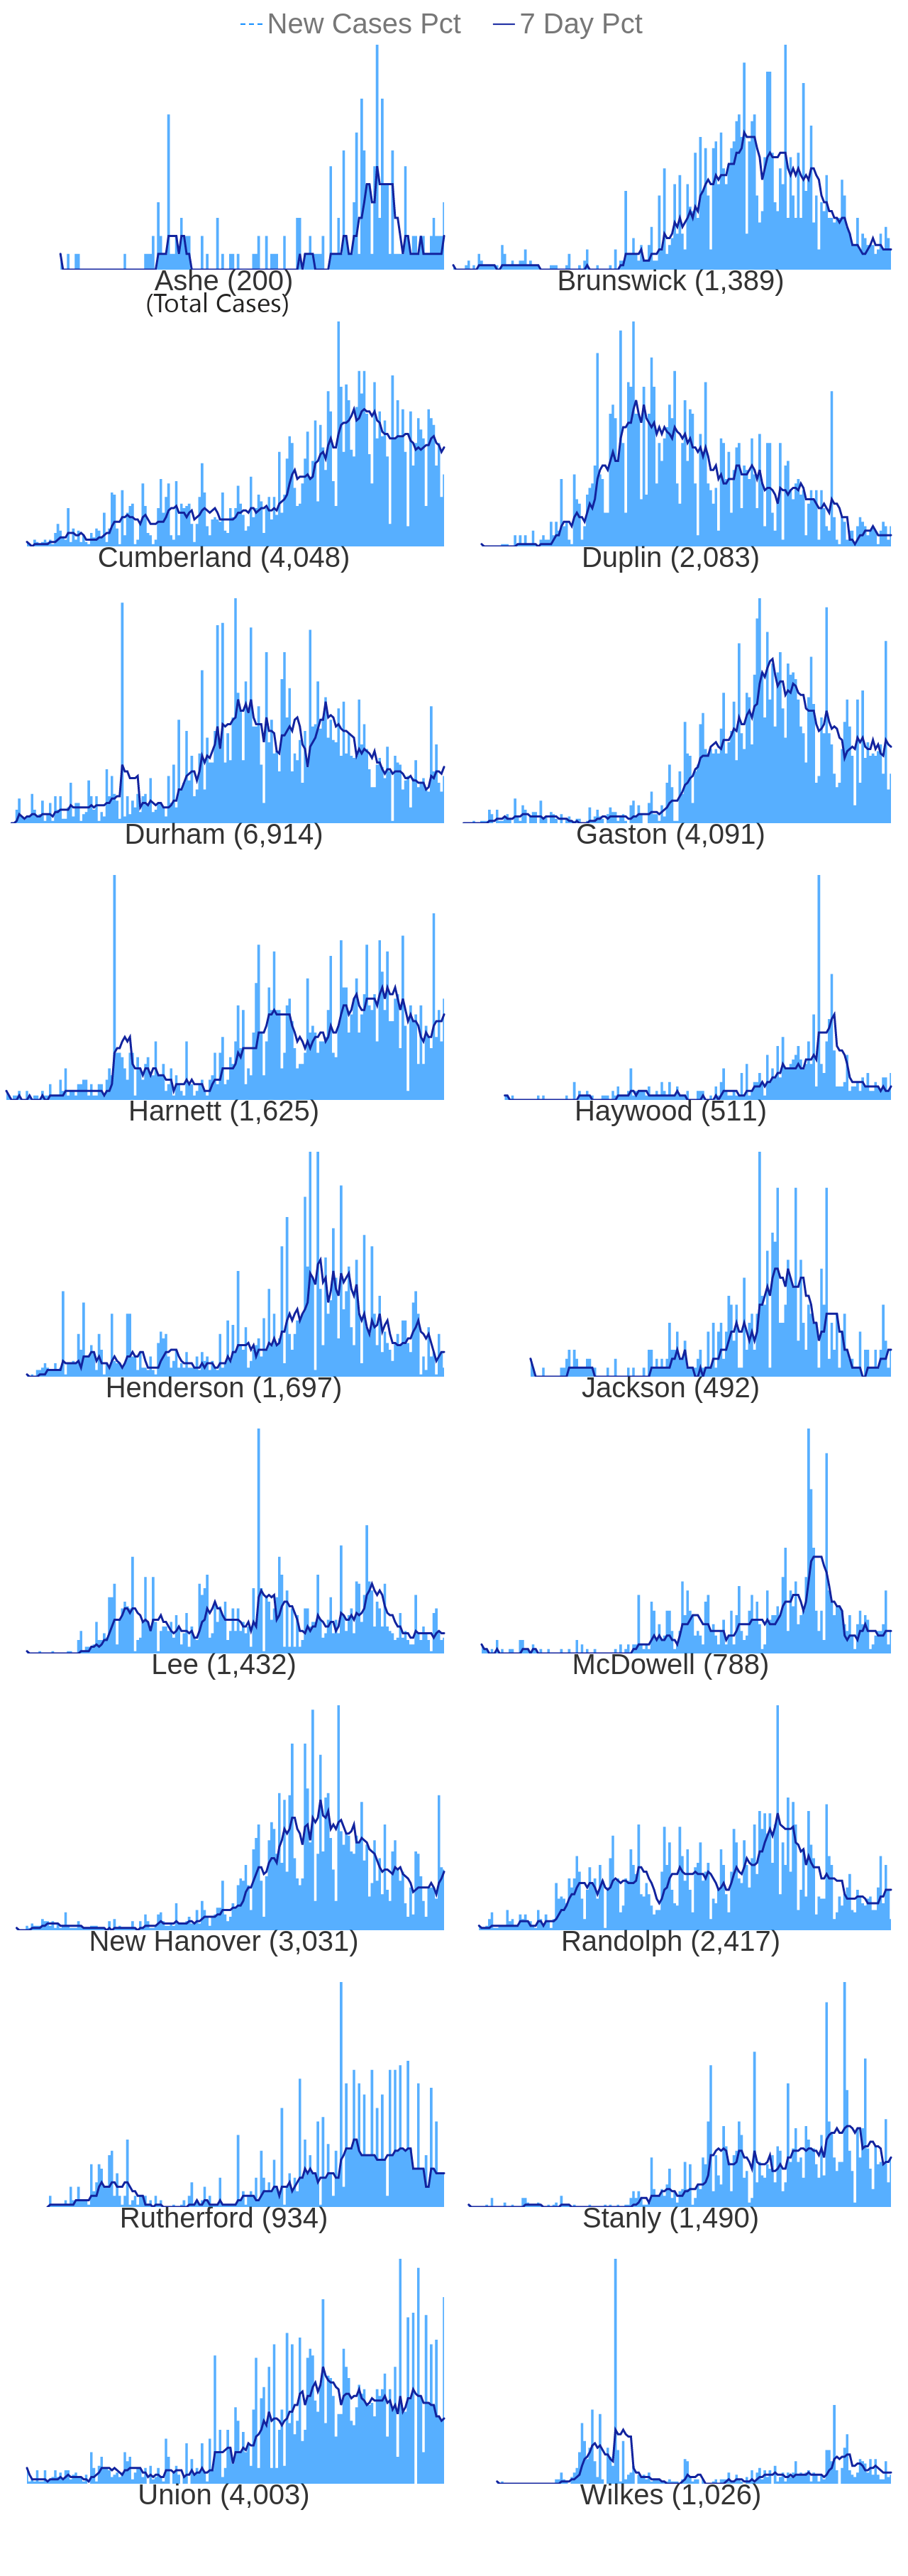 New Cases Pct 7 Day Pct
Ashe (200) Brunswick (1,389)
(Total Cases)
Cumberland (4,048) Duplin (2,083)
Durham (6,914) Gaston (4,091)
Harnett (1,625) Haywood (511)
Henderson (1,697) Jackson (492)
Lee (1,432) McDowell (788)
New Hanover (3,031) Randolph (2,417)
Rutherford (934) Stanly (1,490)
Union (4,003) Wilkes (1,026)